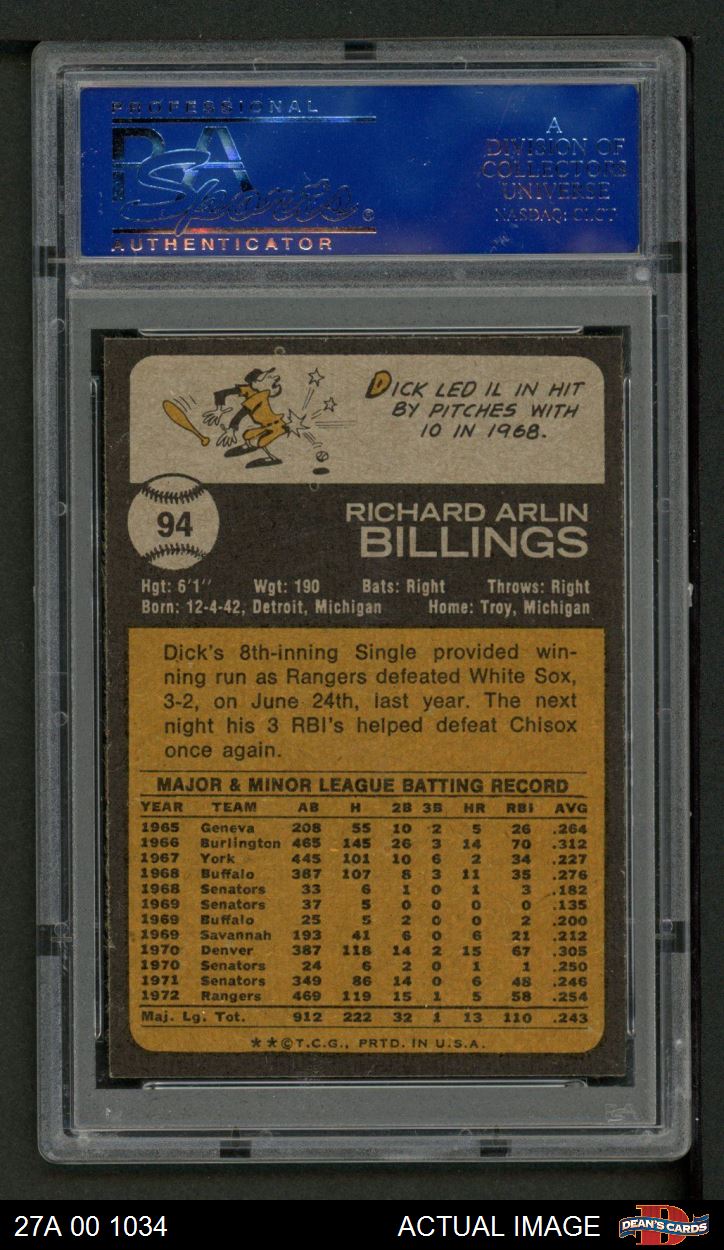 PROFESSIONAL
PSA
Sports®
AUTHENTICATOR
A
DIVISION OF
COLLECTORS
UNIVERSE
NASDAQ: CLCT
DICK LED IL IN HIT
BY PITCHES WITH
10 IN 1968.
94
RICHARD ARLIN
BILLINGS
Hgt: 6'1" Wgt: 190 Bats: Right Throws: Right
Born: 12-4-42, Detroit, Michigan Home: Troy, Michigan
Dick's 8th-inning Single provided win-
ning run as Rangers defeated White Sox,
3-2, on June 24th, last year. The next
night his 3 RBI's helped defeat Chisox
once again.
MAJOR & MINOR LEAGUE BATTING RECORD
YEAR TEAM AB H 2B 3B HR RBI AVG
1965 Geneva 208 55 10 2 5 26 .264
1966 Burlington 465 145 26 3 14 70 .312
1967 York 445 101 10 6 2 34 .227
1968 Buffalo 387 107 8 3 11 35 .276
1968 Senators 33 6 1 0 1 3 .182
1969 Senators 37 5 0 0 0 0 .135
1969 Buffalo 25 5 2 0 0 2 .200
1969 Savannah 193 41 6 0 6 21 .212
1970 Denver 387 118 14 2 15 67 .305
1970 Senators 24 6 2 0 1 1 .250
1971 Senators 349 86 14 0 6 48 .246
1972 Rangers 469 119 15 1 5 58 .254
Maj. Lg. Tot. 912 222 32 1 13 110 .243
**©T.C.G., PRTD. IN U.S.A.
27A 00 1034 ACTUAL IMAGE
D
DEAN'S CARDS